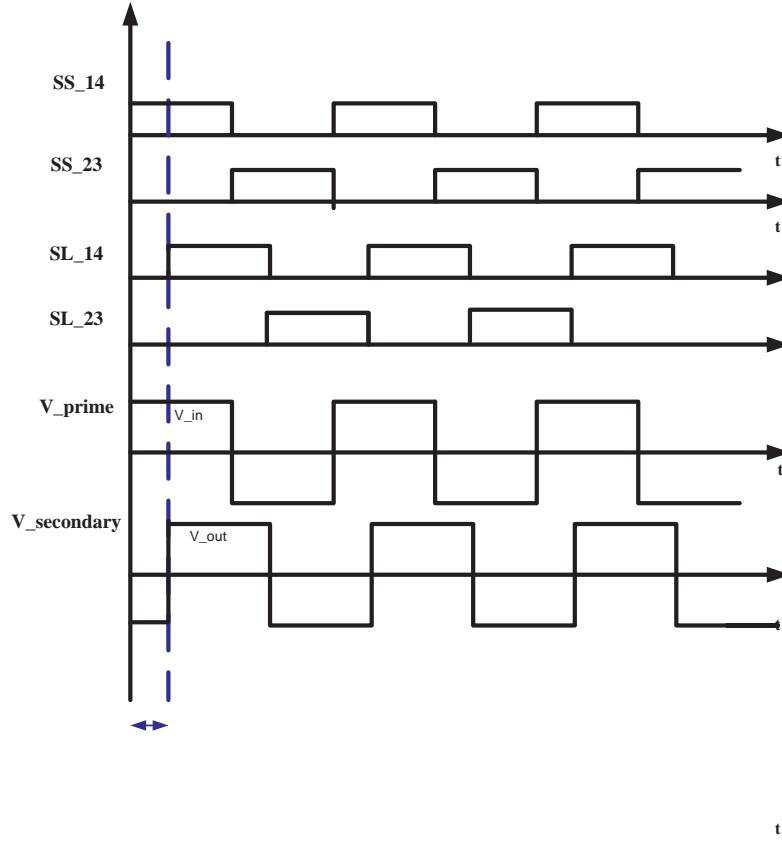 SS_14
t
SS_23
t
SL_14
SL_23
V_prime
V_in
t
V_secondary
V_out
t
t